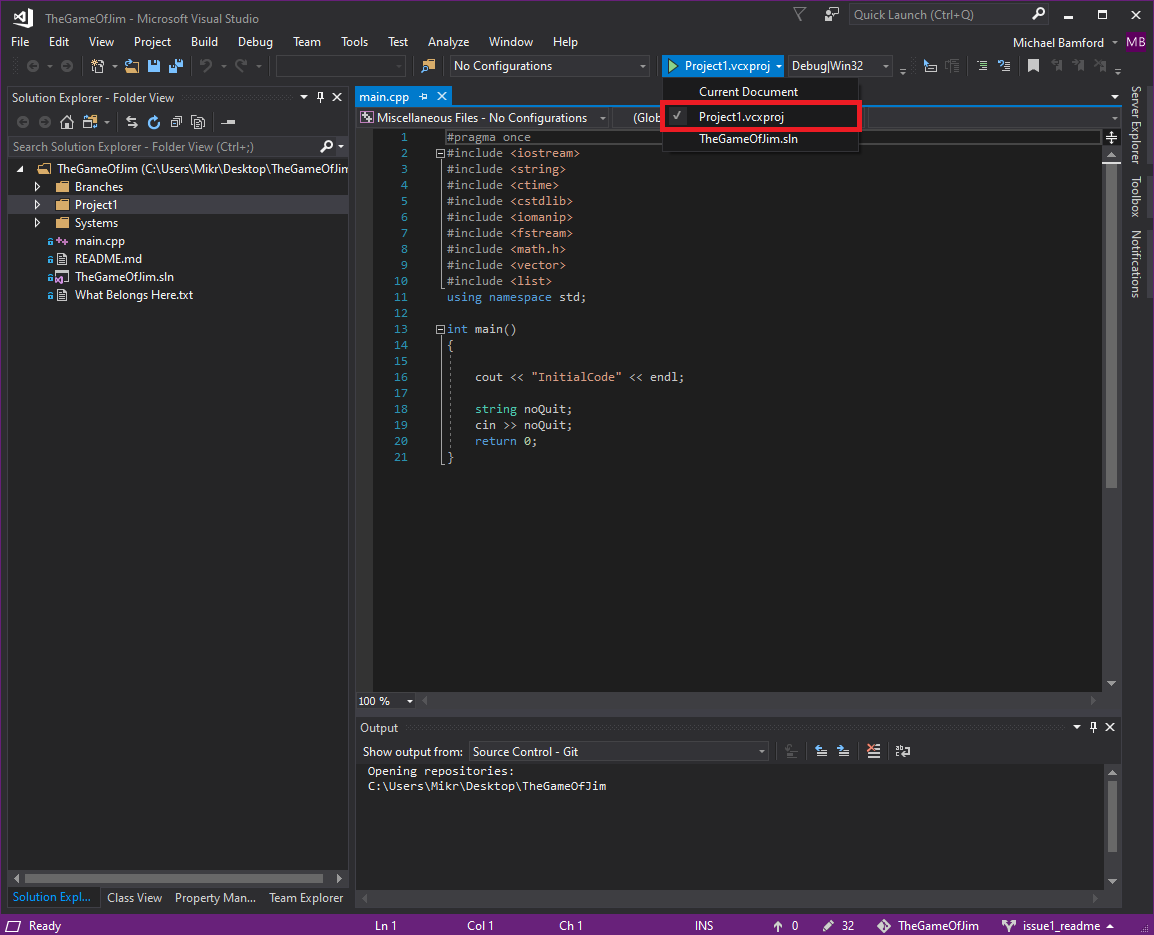 TheGameOfJim - Microsoft Visual Studio
Quick Launch (Ctrl+Q)
File Edit View Project Build Debug Team Tools Test Analyze Window Help
Michael Bamford MB
No Configurations Project1.vcxproj Debug|Win32
Current Document
Project1.vcxproj
TheGameOfJim.sln
Solution Explorer - Folder View
Search Solution Explorer - Folder View (Ctrl+;)
TheGameOfJim (C:\Users\Mikr\Desktop\TheGameOfJim
Branches
Project1
Systems
main.cpp
README.md
TheGameOfJim.sln
What Belongs Here.txt
Solution Expl... Class View Property Man... Team Explorer
main.cpp
Miscellaneous Files - No Configurations (Glob
1 #pragma once
2 #include <iostream>
3 #include <string>
4 #include <ctime>
5 #include <cstdlib>
6 #include <iomanip>
7 #include <fstream>
8 #include <math.h>
9 #include <vector>
10 #include <list>
11 using namespace std;
12
13 int main()
14 {
15
16 cout << "InitialCode" << endl;
17
18 string noQuit;
19 cin >> noQuit;
20 return 0;
21 }
100 %
Output
Show output from: Source Control - Git
Opening repositories:
C:\Users\Mikr\Desktop\TheGameOfJim
Server Explorer
Toolbox
Notifications
Ready Ln 1 Col 1 Ch 1 INS 0 32 TheGameOfJim issue1_readme